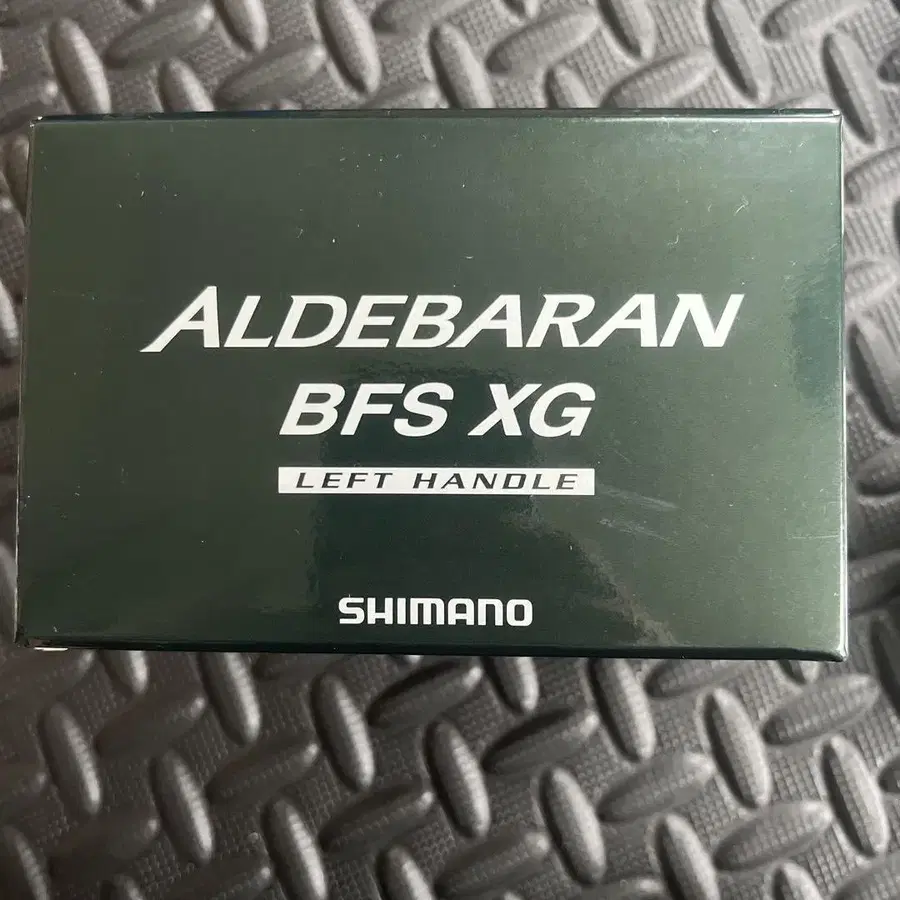 ALDEBARAN
BFS XG
LEFT HANDLE
SHIMANO